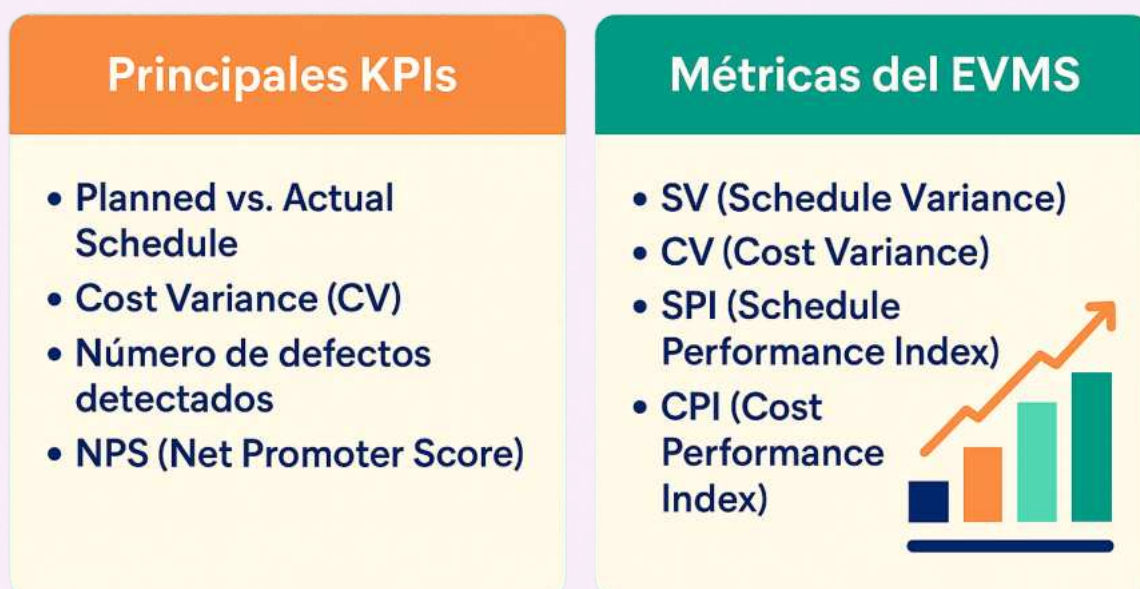 Principales KPIs
• Planned vs. Actual
Schedule
• Cost Variance (CV)
• Número de defectos
detectados
• NPS (Net Promoter Score)
Métricas del EVMS
• SV (Schedule Variance)
• CV (Cost Variance)
• SPI (Schedule
Performance Index)
• CPI (Cost
Performance
Index)